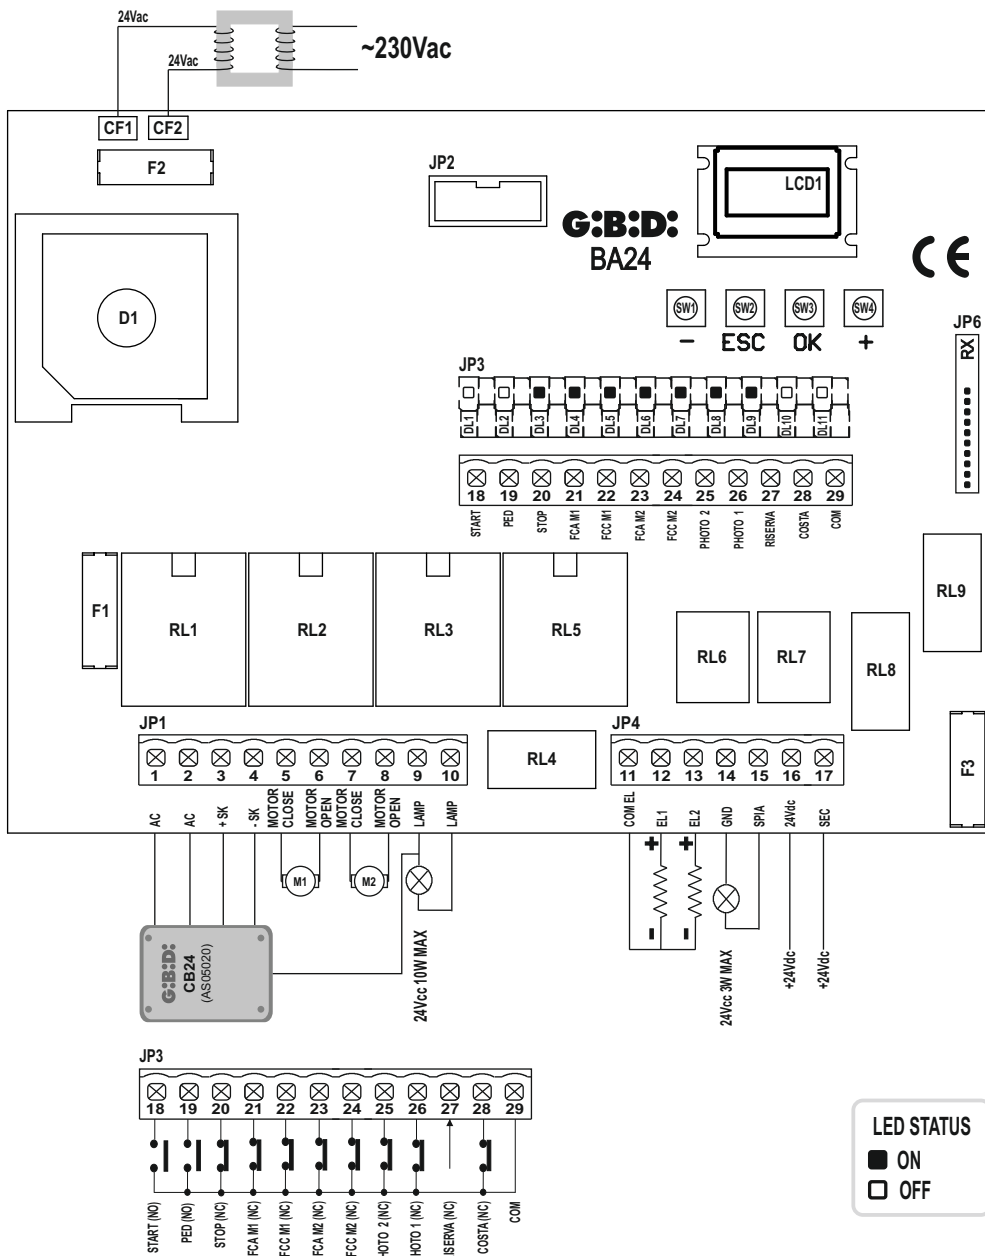 24Vac
24Vac
~230Vac
CF1 CF2
F2
JP2
LCD1
G:B:D:
BA24
CE
D1
SW1 SW2 SW3 SW4
- ESC OK +
JP6
RX
JP3
DL1 DL2 DL3 DL4 DL5 DL6 DL7 DL8 DL9 DL10 DL11
18 19 20 21 22 23 24 25 26 27 28 29
START PED STOP FCA M1 FCC M1 FCA M2 FCC M2 PHOTO 2 PHOTO 1 RISERVA COSTA COM
F1
RL1 RL2 RL3 RL5
RL6 RL7
RL8
RL9
JP1
1 2 3 4 5 6 7 8 9 10
AC AC + SK - SK MOTOR CLOSE MOTOR OPEN MOTOR CLOSE MOTOR OPEN LAMP LAMP
RL4
JP4
11 12 13 14 15 16 17
COM EL EL1 EL2 GND SPIA 24Vdc SEC
F3
M1 M2
+ +
- -
G:B:D:
CB24
(AS05020)
24Vcc 10W MAX
24Vcc 3W MAX
+24Vdc
+24Vdc
JP3
18 19 20 21 22 23 24 25 26 27 28 29
START (NO) PED (NO) STOP (NC) FCA M1 (NC) FCC M1 (NC) FCA M2 (NC) FCC M2 (NC) HOTO 2 (NC) HOTO 1 (NC) ISERVA (NC) COSTA (NC) COM
LED STATUS
ON
OFF